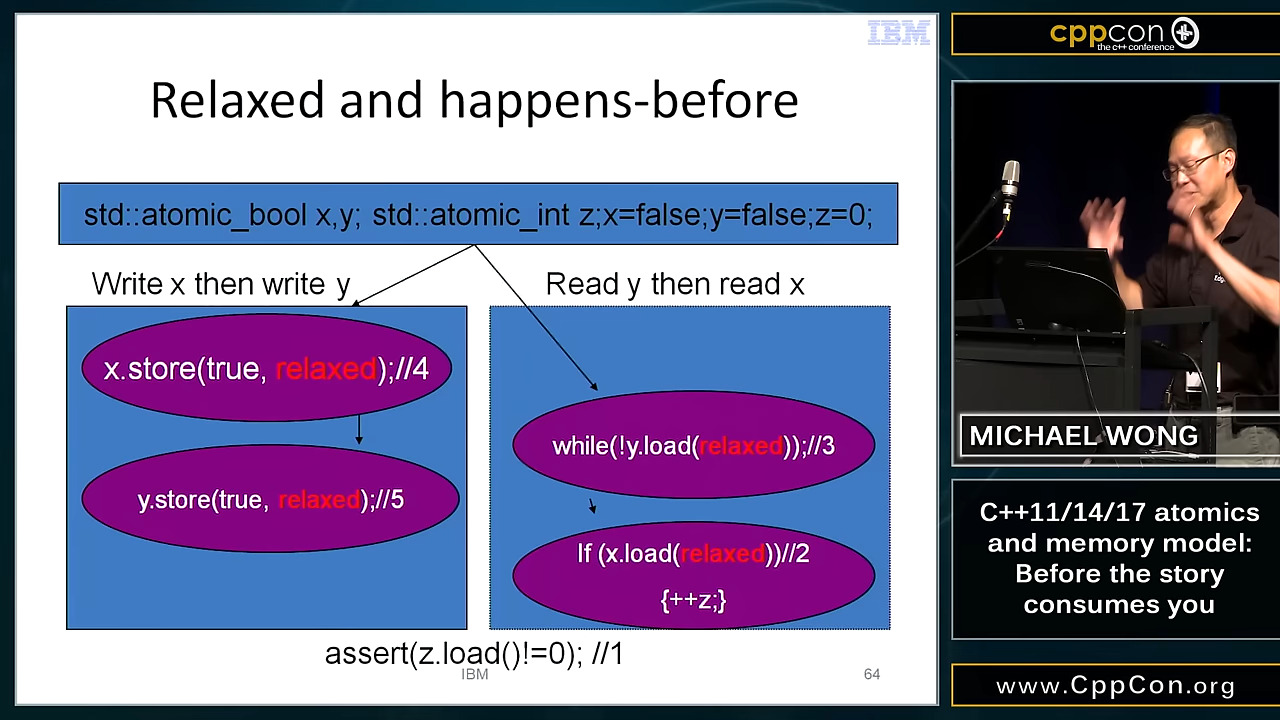 IBM
Relaxed and happens-before
std::atomic_bool x,y; std::atomic_int z;x=false;y=false;z=0;
Write x then write y
Read y then read x
x.store(true, relaxed);//4
y.store(true, relaxed);//5
while(!y.load(relaxed));//3
If (x.load(relaxed))//2
{++z;}
assert(z.load()!=0); //1
IBM
64
cppcon
the c++ conference
MICHAEL WONG
C++11/14/17 atomics
and memory model:
Before the story
consumes you
www.CppCon.org